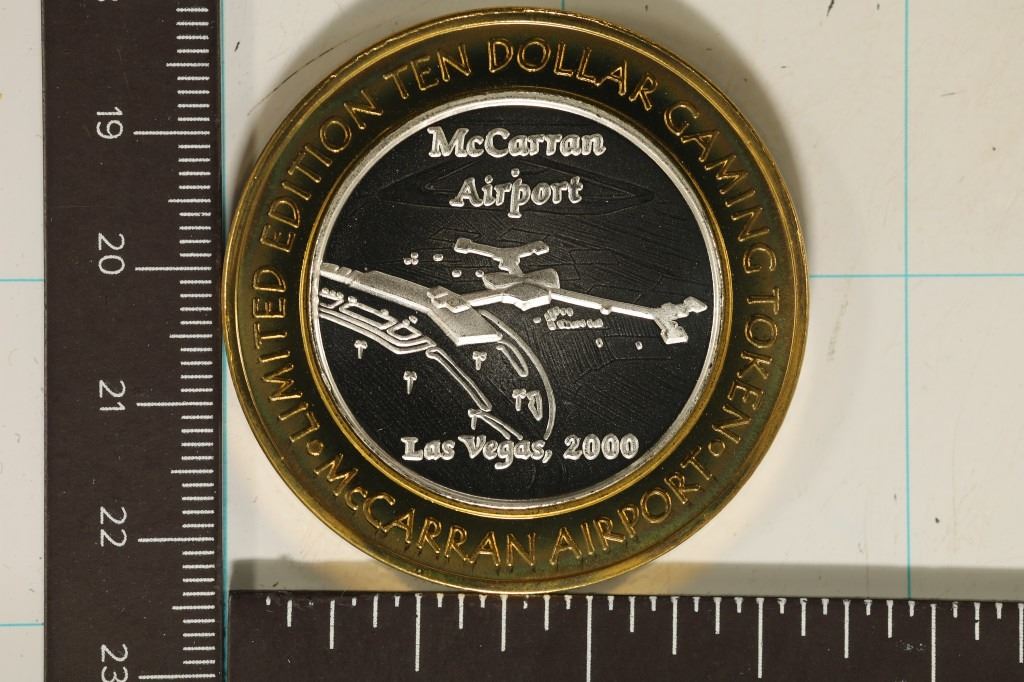 LIMITED EDITION TEN DOLLAR GAMING TOKEN
• McCARRAN AIRPORT •
McCarran
Airport
Las Vegas, 2000
19
20
21
22
23